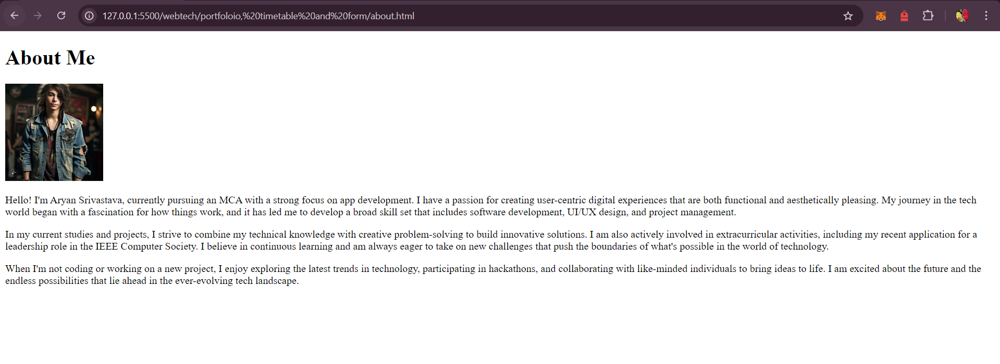 127.0.0.1:5500/webtech/portfoloio,%20timetable%20and%20form/about.html
About Me
Hello! I'm Aryan Srivastava, currently pursuing an MCA with a strong focus on app development. I have a passion for creating user-centric digital experiences that are both functional and aesthetically pleasing. My journey in the tech
world began with a fascination for how things work, and it has led me to develop a broad skill set that includes software development, UI/UX design, and project management.
In my current studies and projects, I strive to combine my technical knowledge with creative problem-solving to build innovative solutions. I am also actively involved in extracurricular activities, including my recent application for a
leadership role in the IEEE Computer Society. I believe in continuous learning and am always eager to take on new challenges that push the boundaries of what's possible in the world of technology.
When I'm not coding or working on a new project, I enjoy exploring the latest trends in technology, participating in hackathons, and collaborating with like-minded individuals to bring ideas to life. I am excited about the future and the
endless possibilities that lie ahead in the ever-evolving tech landscape.